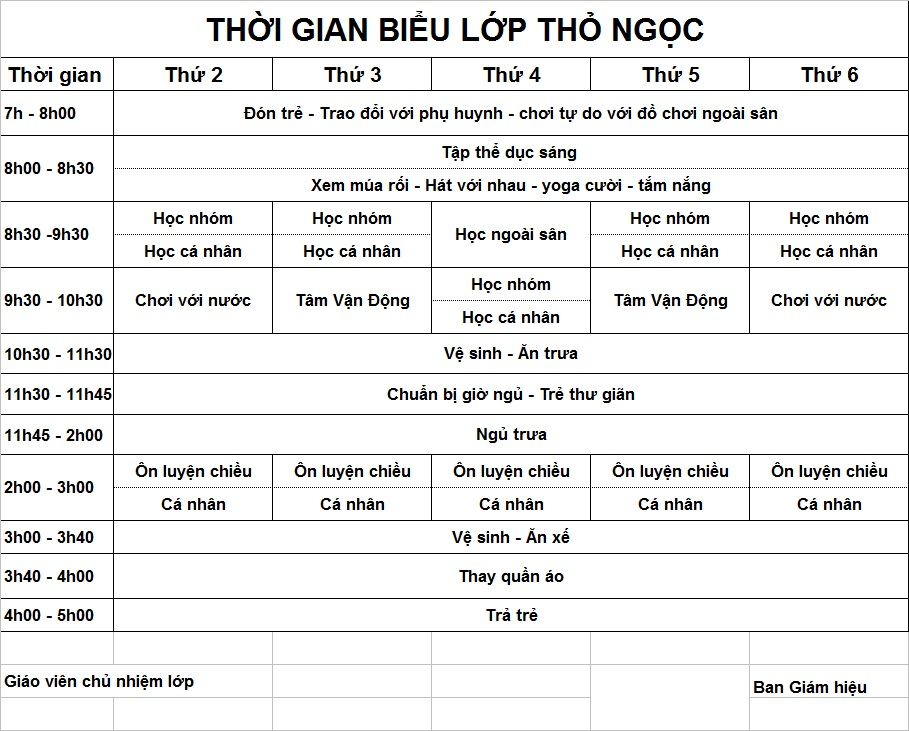 THỜI GIAN BIỂU LỚP THỎ NGỌC
Thời gian Thứ 2 Thứ 3 Thứ 4 Thứ 5 Thứ 6
7h - 8h00 Đón trẻ - Trao đổi với phụ huynh - chơi tự do với đồ chơi ngoài sân
8h00 - 8h30
Tập thể dục sáng
Xem múa rối - Hát với nhau - yoga cười - tắm nắng
8h30 -9h30
Học nhóm Học nhóm Học ngoài sân Học nhóm Học nhóm
Học cá nhân Học cá nhân Học cá nhân Học cá nhân
9h30 - 10h30
Chơi với nước Tâm Vận Động Học nhóm Tâm Vận Động Chơi với nước
Học cá nhân
10h30 - 11h30 Vệ sinh - Ăn trưa
11h30 - 11h45 Chuẩn bị giờ ngủ - Trẻ thư giãn
11h45 - 2h00 Ngủ trưa
2h00 - 3h00
Ôn luyện chiều Ôn luyện chiều Ôn luyện chiều Ôn luyện chiều Ôn luyện chiều
Cá nhân Cá nhân Cá nhân Cá nhân Cá nhân
3h00 - 3h40 Vệ sinh - Ăn xế
3h40 - 4h00 Thay quần áo
4h00 - 5h00 Trả trẻ
Giáo viên chủ nhiệm lớp Ban Giám hiệu